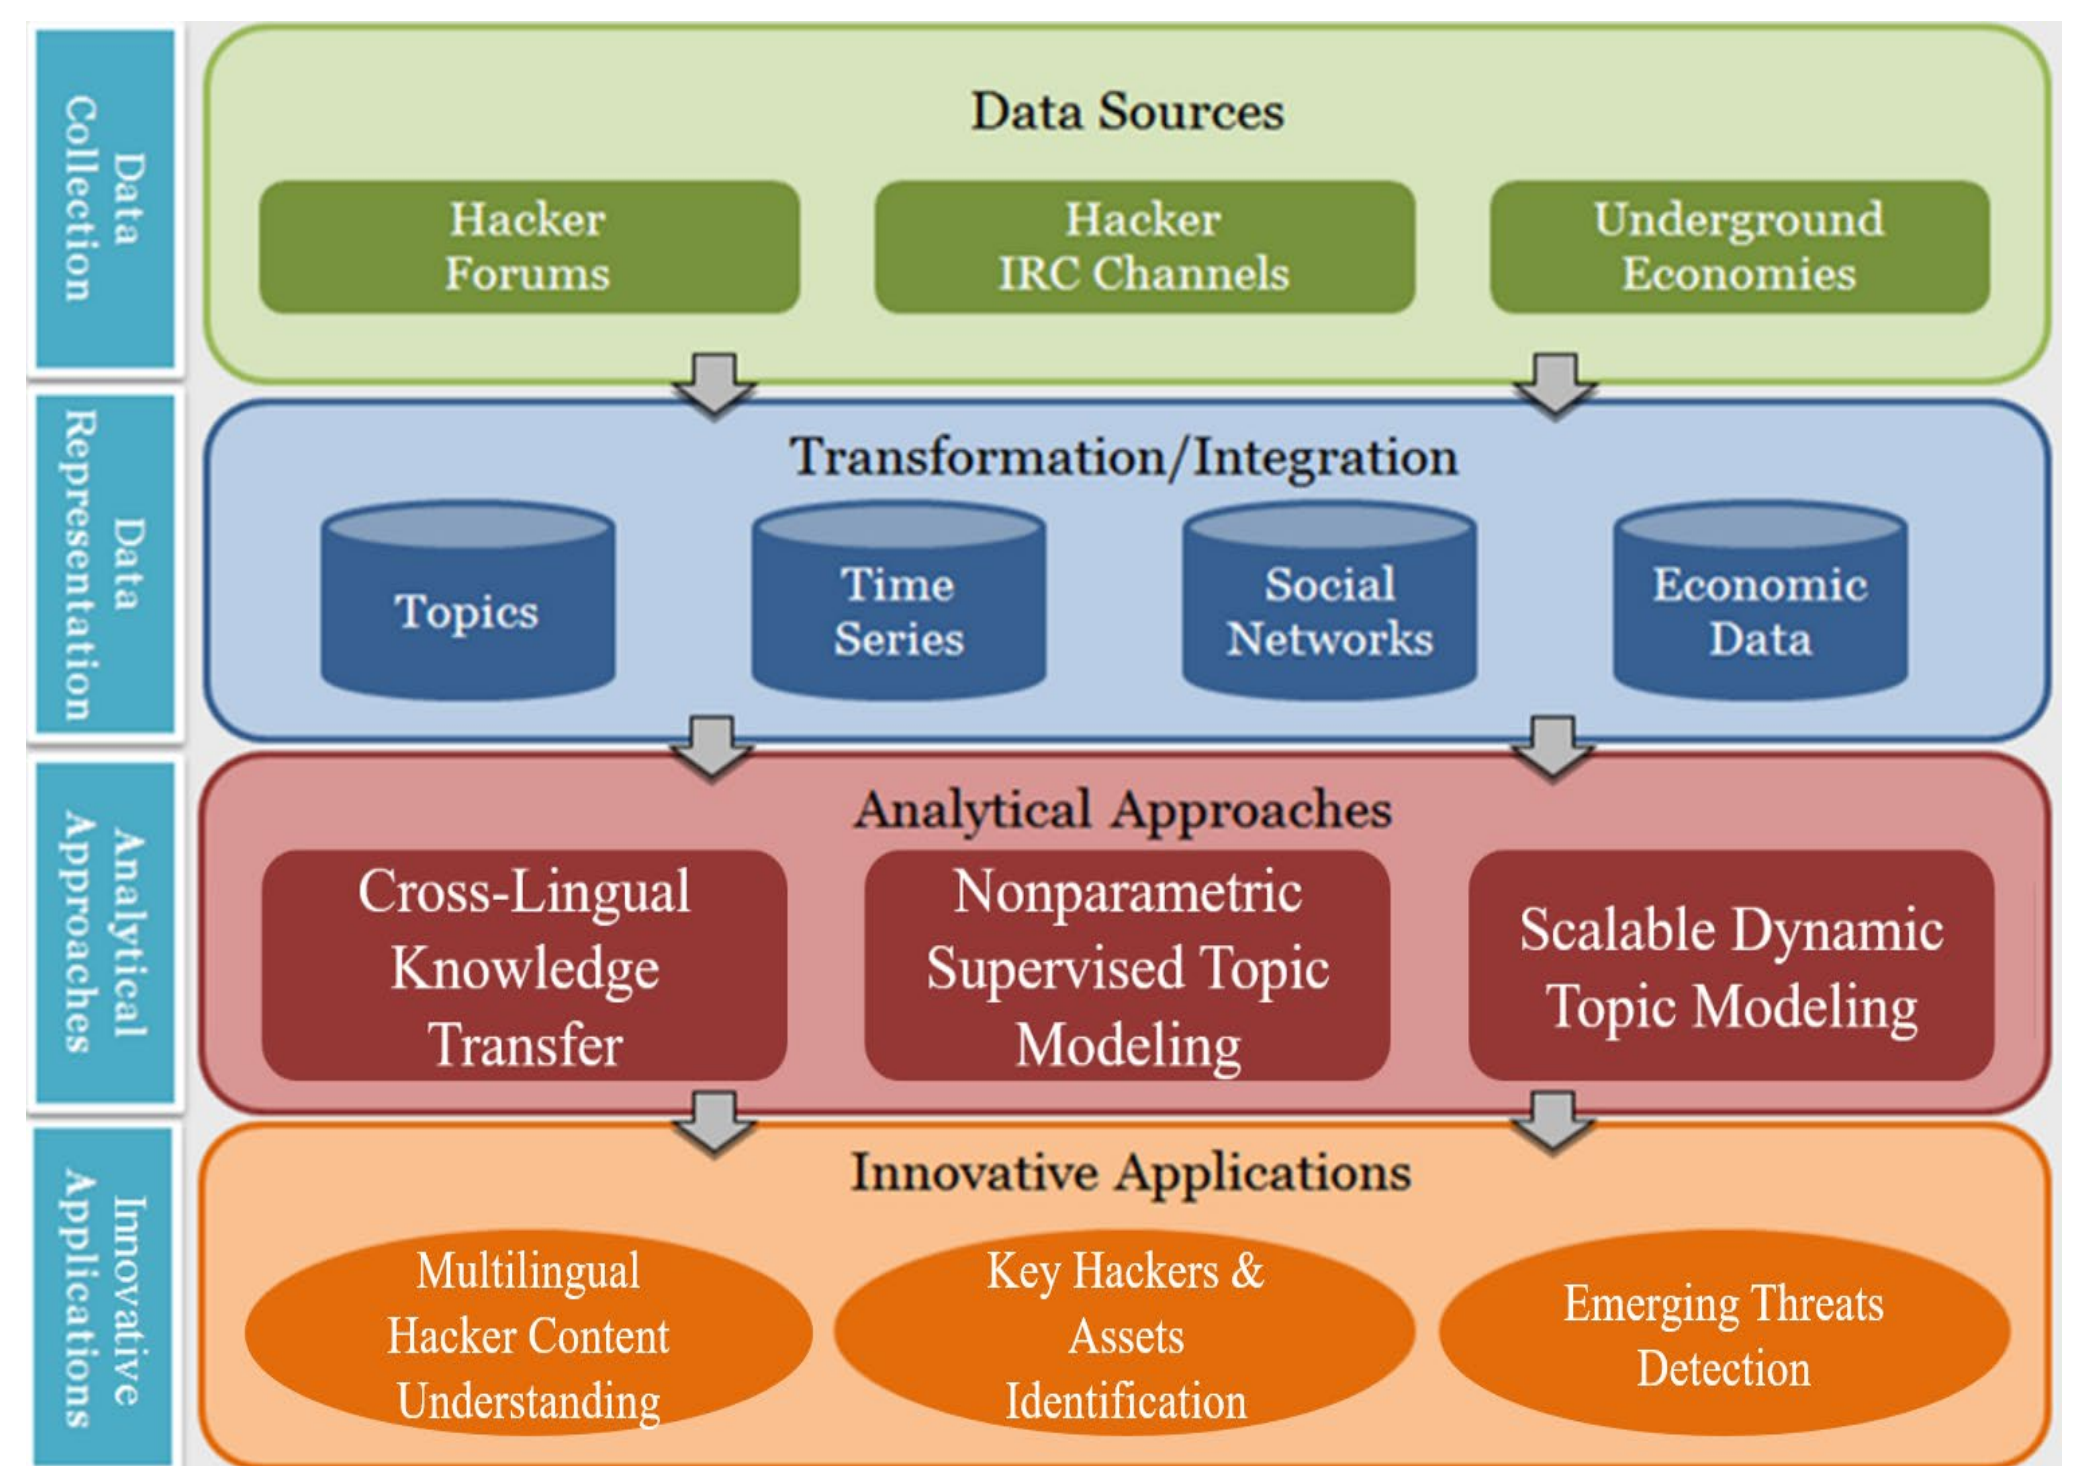 Data
Collection
Data Sources
Hacker
Forums
Hacker
IRC Channels
Underground
Economies
Data
Representation
Transformation/Integration
Topics
Time
Series
Social
Networks
Economic
Data
Analytical
Approaches
Analytical Approaches
Cross-Lingual
Knowledge
Transfer
Nonparametric
Supervised Topic
Modeling
Scalable Dynamic
Topic Modeling
Innovative
Applications
Innovative Applications
Multilingual
Hacker Content
Understanding
Key Hackers &
Assets
Identification
Emerging Threats
Detection